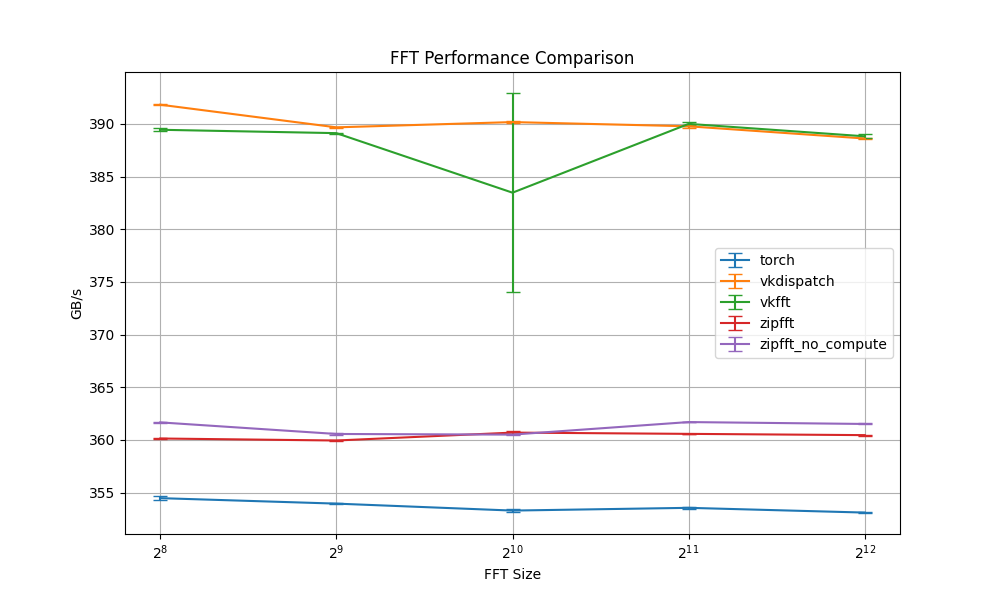 FFT Performance Comparison
GB/s
390
385
380
375
370
365
360
355
torch
vkdispatch
vkfft
zipfft
zipfft_no_compute
2^8
2^9
2^10
2^11
2^12
FFT Size